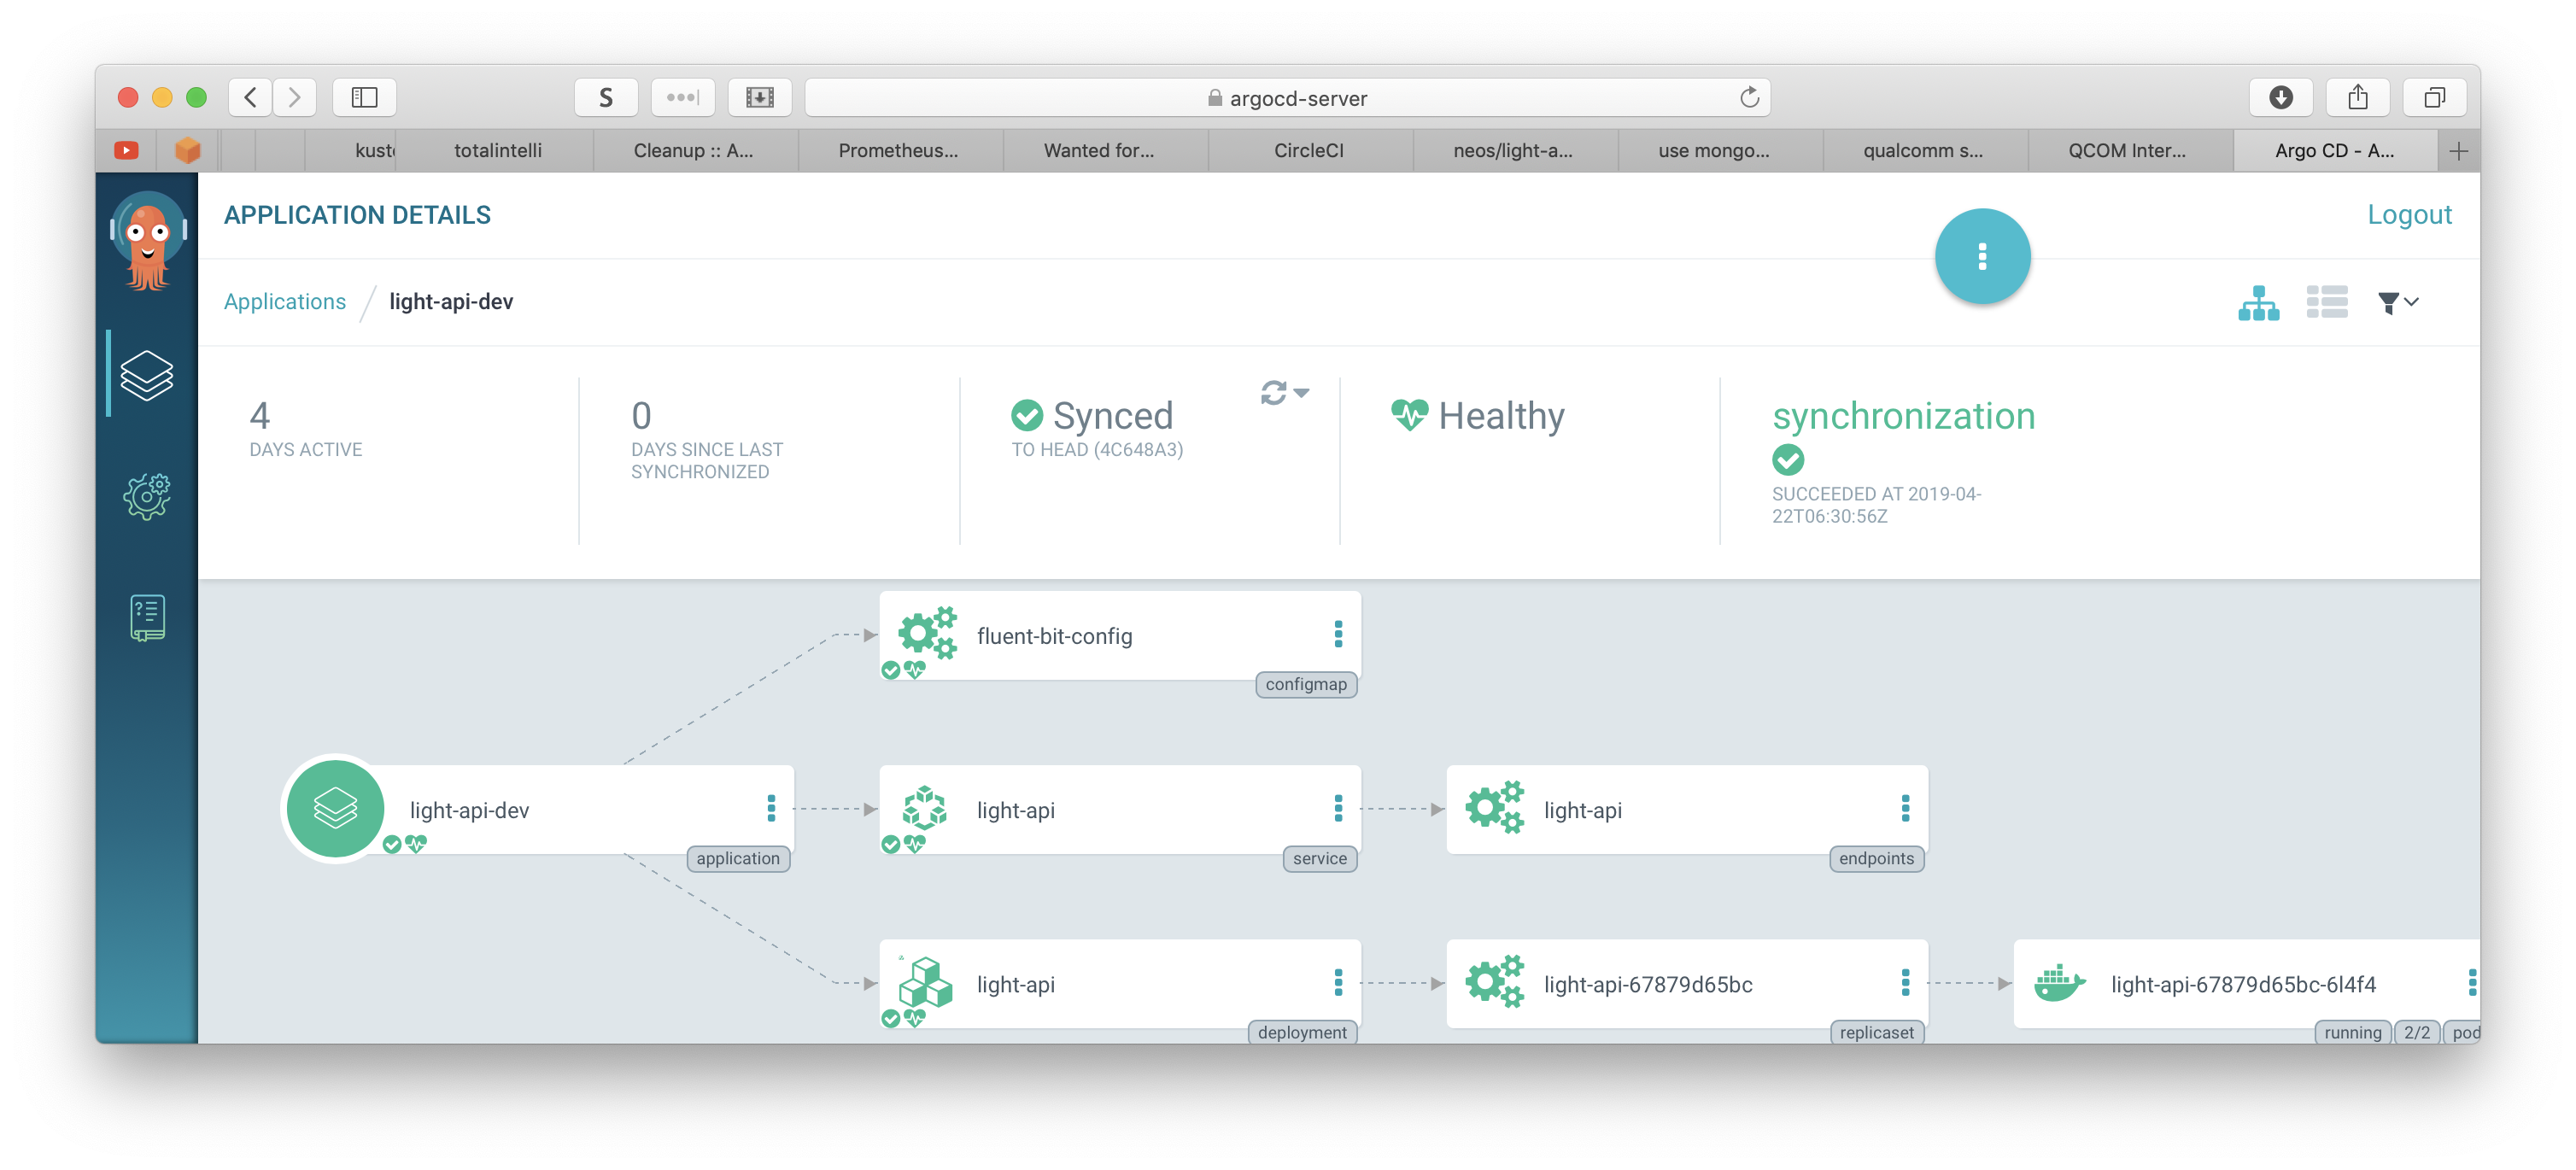 S
argocd-server
kust
totalintelli
Cleanup :: A...
Prometheus...
Wanted for...
CircleCI
neos/light-a...
use mongo...
qualcomm s...
QCOM Inter...
Argo CD - A...
APPLICATION DETAILS
Logout
Applications / light-api-dev
4
DAYS ACTIVE
0
DAYS SINCE LAST
SYNCHRONIZED
Synced
TO HEAD (4C648A3)
Healthy
synchronization
SUCCEEDED AT 2019-04-
22T06:30:56Z
fluent-bit-config
configmap
light-api-dev
application
light-api
service
light-api
endpoints
light-api
deployment
light-api-67879d65bc
replicaset
light-api-67879d65bc-6l4f4
running
2/2
pod